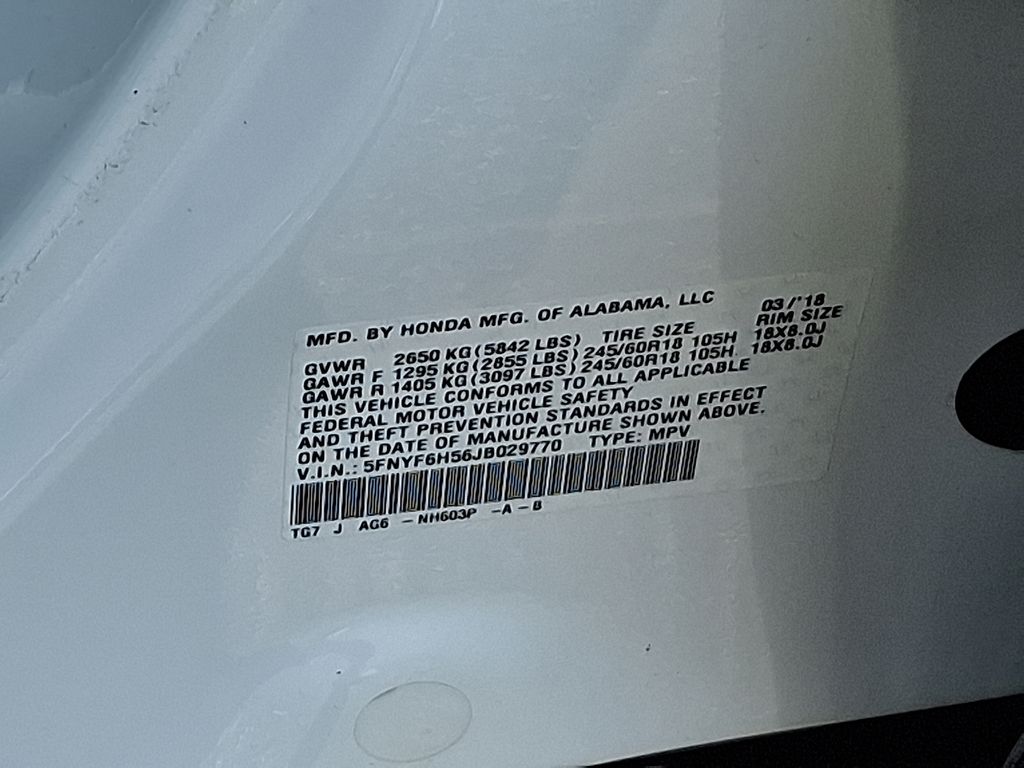 MFD. BY HONDA MFG. OF ALABAMA, LLC 03/'18
GVWR 2650 KG (5842 LBS) TIRE SIZE RIM SIZE
GAWR F 1295 KG (2855 LBS) 245/60R18 105H 18X8.0J
GAWR R 1405 KG (3097 LBS) 245/60R18 105H 18X8.0J
THIS VEHICLE CONFORMS TO ALL APPLICABLE
FEDERAL MOTOR VEHICLE SAFETY
AND THEFT PREVENTION STANDARDS IN EFFECT
ON THE DATE OF MANUFACTURE SHOWN ABOVE.
V.I.N.: 5FNYF6H56JB029770 TYPE: MPV
TG7 J AG6 -NH603P -A-B